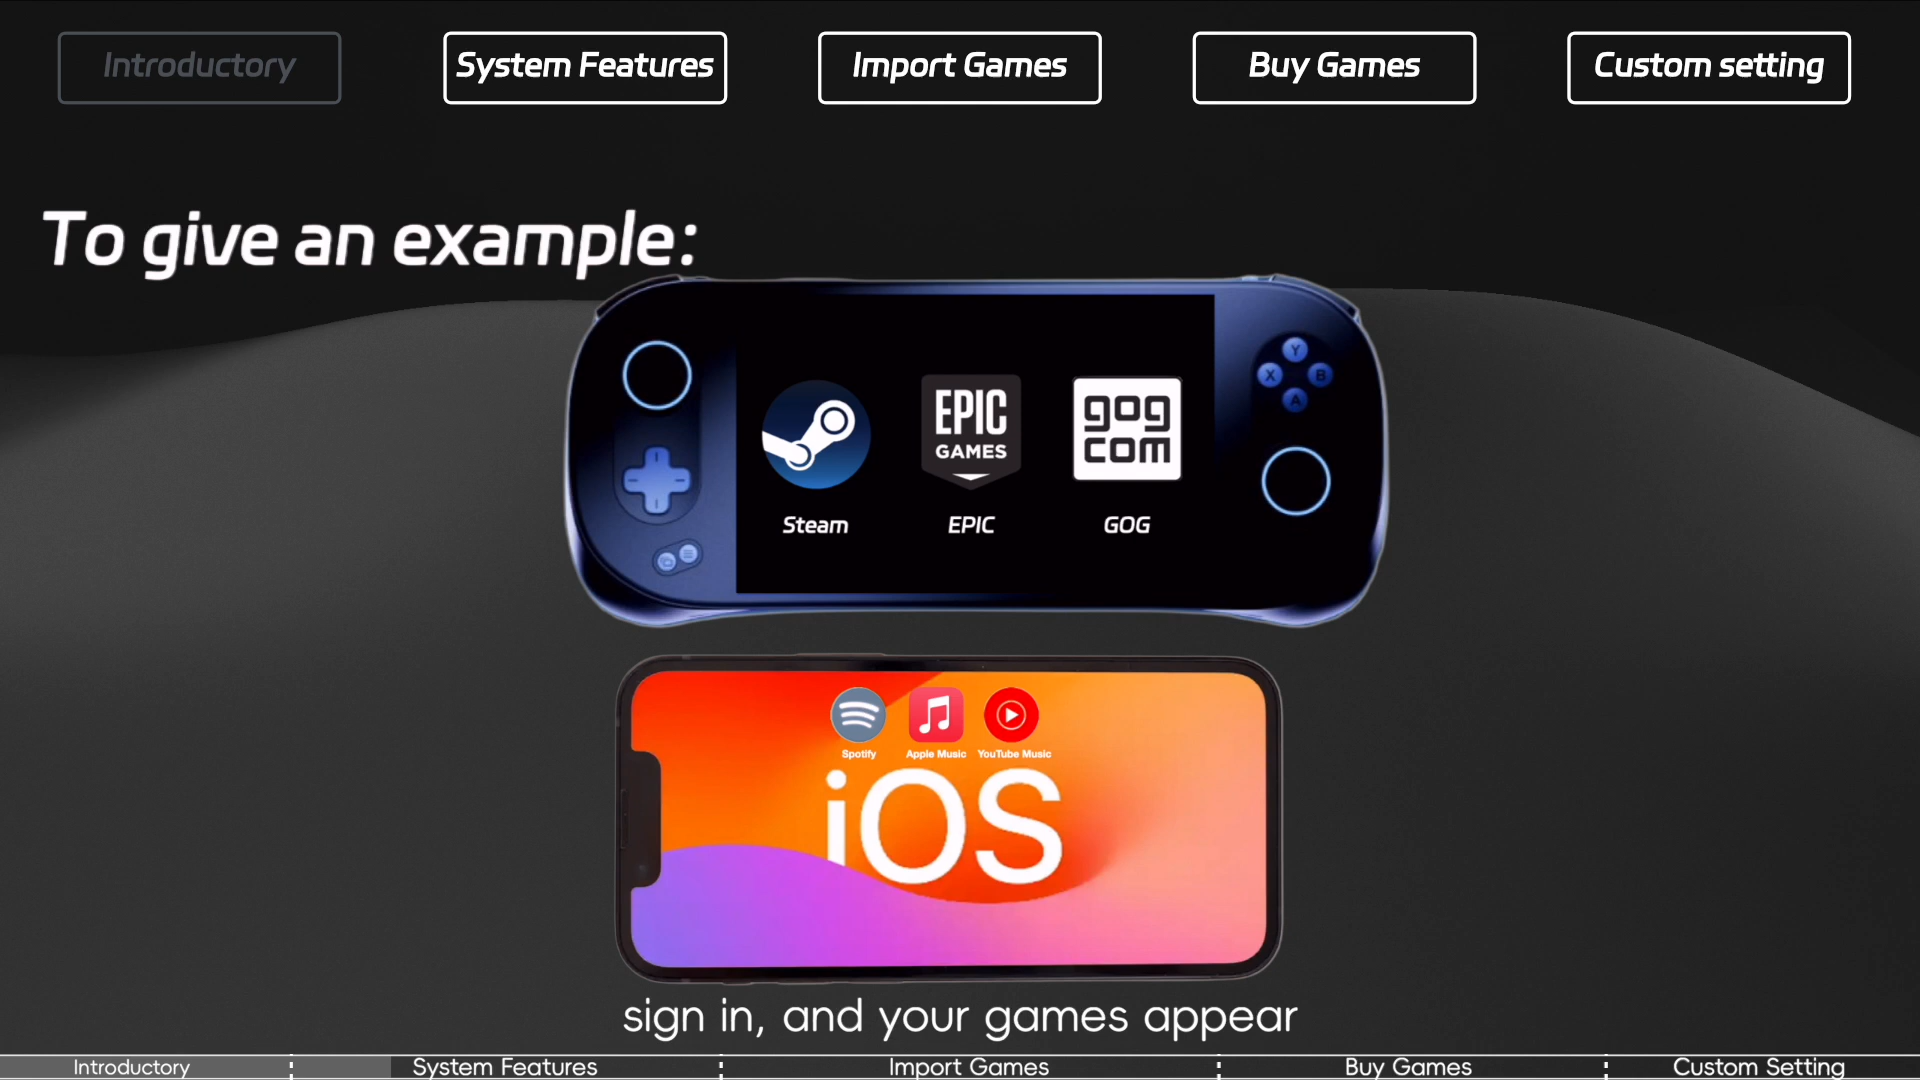 Introductory
System Features
Import Games
Buy Games
Custom setting
To give an example:
Y
X
B
A
EPIC
GAMES
gog
com
Steam
EPIC
GOG
Spotify
Apple Music
YouTube Music
iOS
sign in, and your games appear
Introductory
System Features
Import Games
Buy Games
Custom Setting